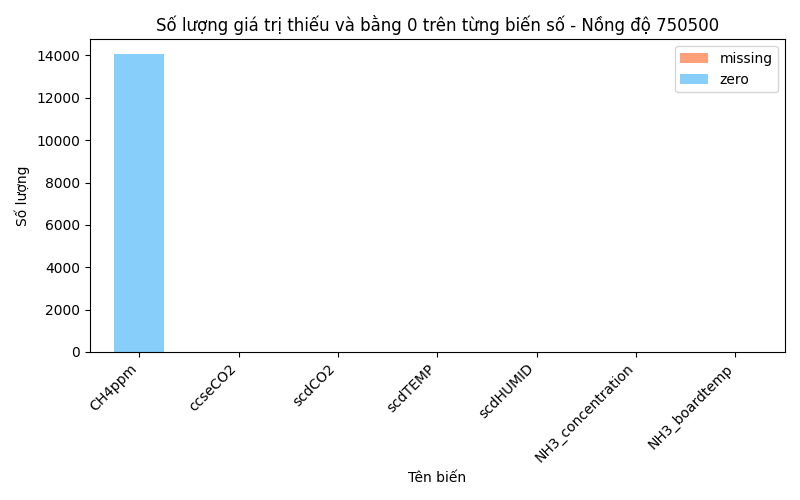 Số lượng giá trị thiếu và bằng 0 trên từng biến số - Nồng độ 750500
missing
zero
14000
12000
10000
8000
6000
4000
2000
0
Số lượng
CH4ppm
ccseCO2
scdCO2
scdTEMP
scdHUMID
NH3_concentration
NH3_boardtemp
Tên biến